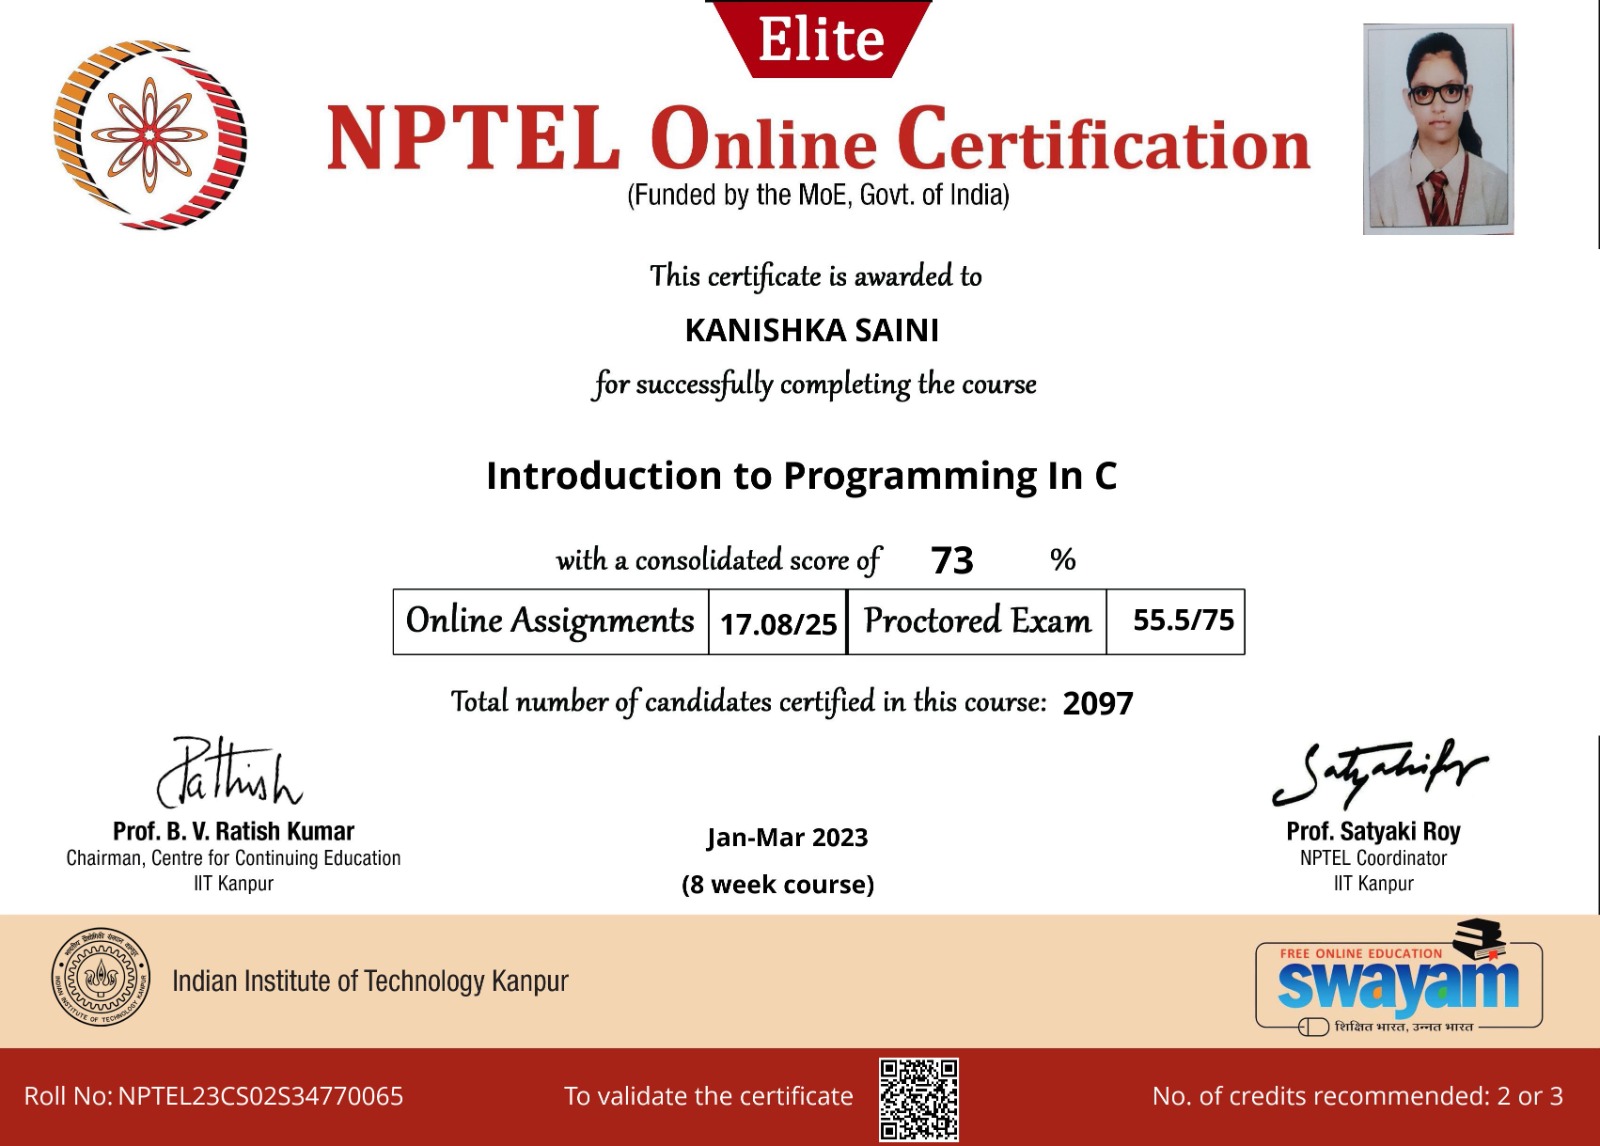 Elite
NPTEL Online Certification
(Funded by the MoE, Govt. of India)
This certificate is awarded to
KANISHKA SAINI
for successfully completing the course
Introduction to Programming In C
with a consolidated score of 73 %
Online Assignments 17.08/25 Proctored Exam 55.5/75
Total number of candidates certified in this course: 2097
Prof. B. V. Ratish Kumar
Chairman, Centre for Continuing Education
IIT Kanpur
Jan-Mar 2023
(8 week course)
Prof. Satyaki Roy
NPTEL Coordinator
IIT Kanpur
INDIAN INSTITUTE OF TECHNOLOGY KANPUR
Indian Institute of Technology Kanpur
FREE ONLINE EDUCATION
swayam
शिक्षित भारत, उन्नत भारत
Roll No: NPTEL23CS02S34770065
To validate the certificate
No. of credits recommended: 2 or 3